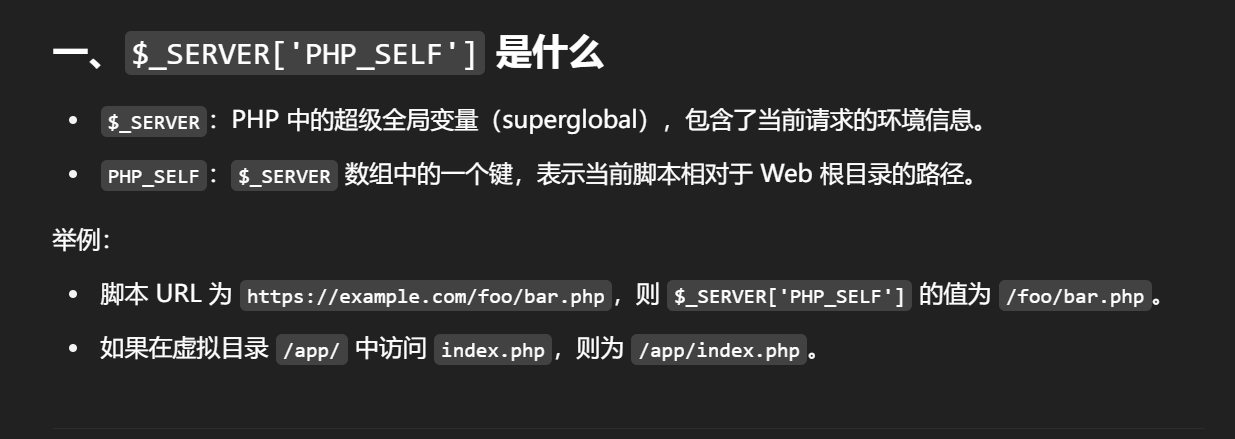 一、$_SERVER['PHP_SELF'] 是什么
• $_SERVER：PHP 中的超级全局变量（superglobal），包含了当前请求的环境信息。
• PHP_SELF：$_SERVER 数组中的一个键，表示当前脚本相对于 Web 根目录的路径。
举例：
• 脚本 URL 为 https://example.com/foo/bar.php，则 $_SERVER['PHP_SELF'] 的值为 /foo/bar.php。
• 如果在虚拟目录 /app/ 中访问 index.php，则为 /app/index.php。